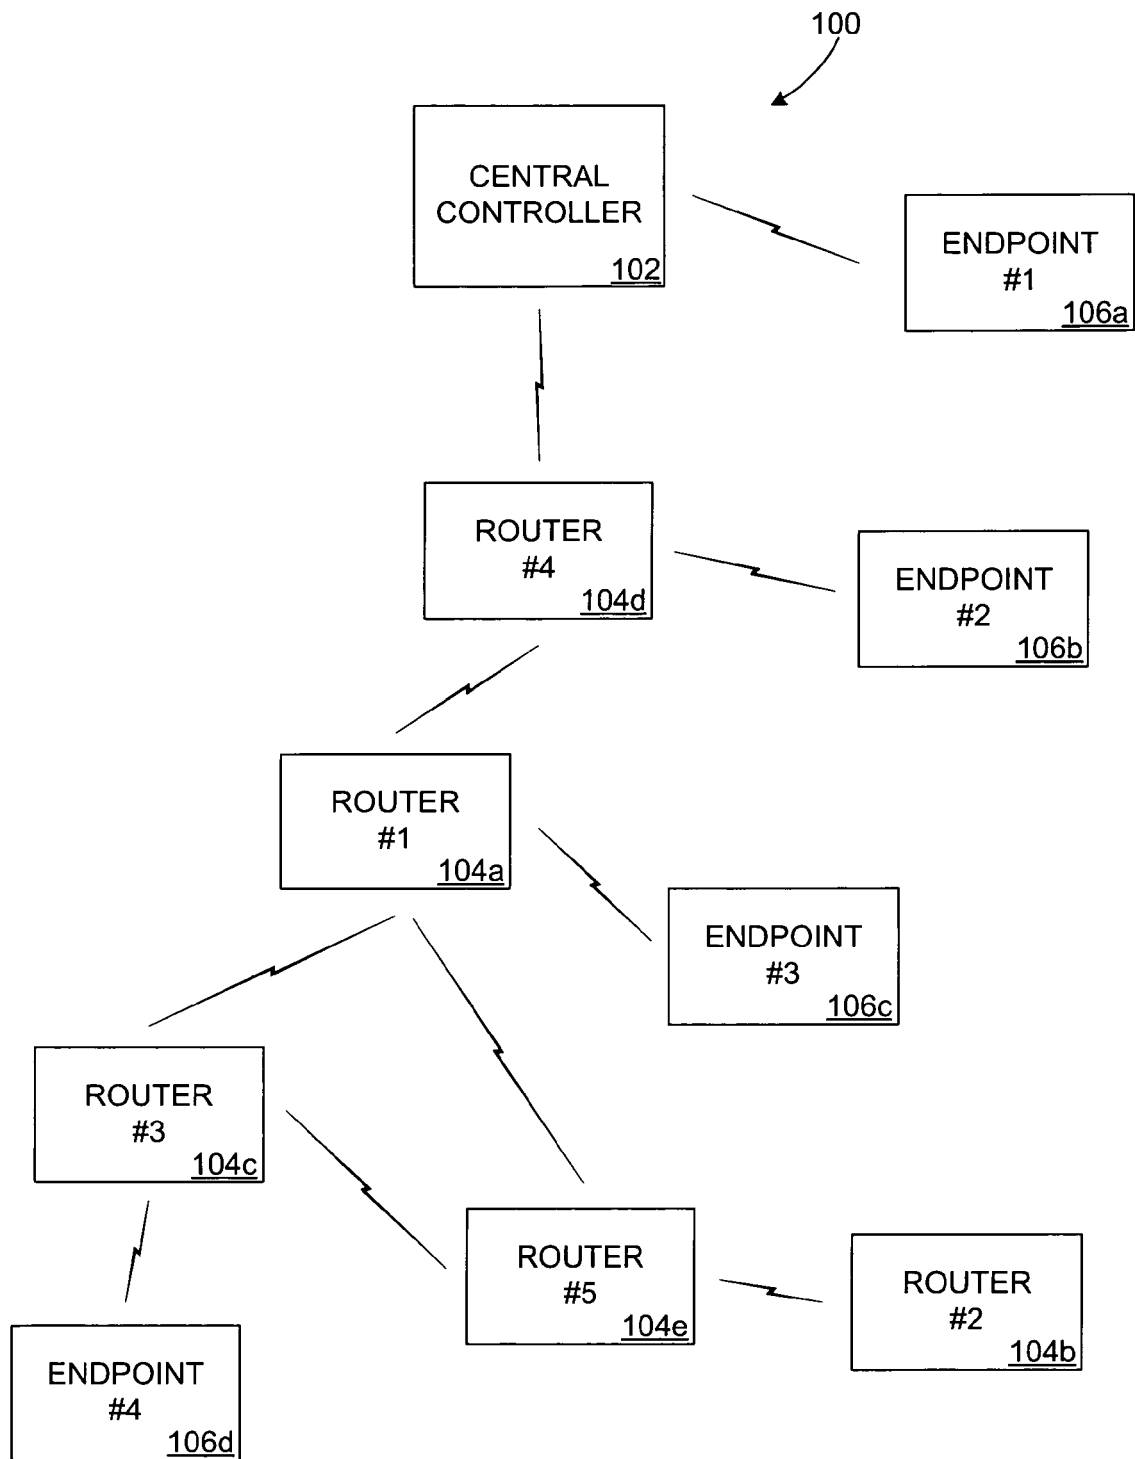 100
CENTRAL
CONTROLLER
102
ENDPOINT
#1
106a
ROUTER
#4
104d
ENDPOINT
#2
106b
ROUTER
#1
104a
ENDPOINT
#3
106c
ROUTER
#3
104c
ROUTER
#5
104e
ROUTER
#2
104b
ENDPOINT
#4
106d